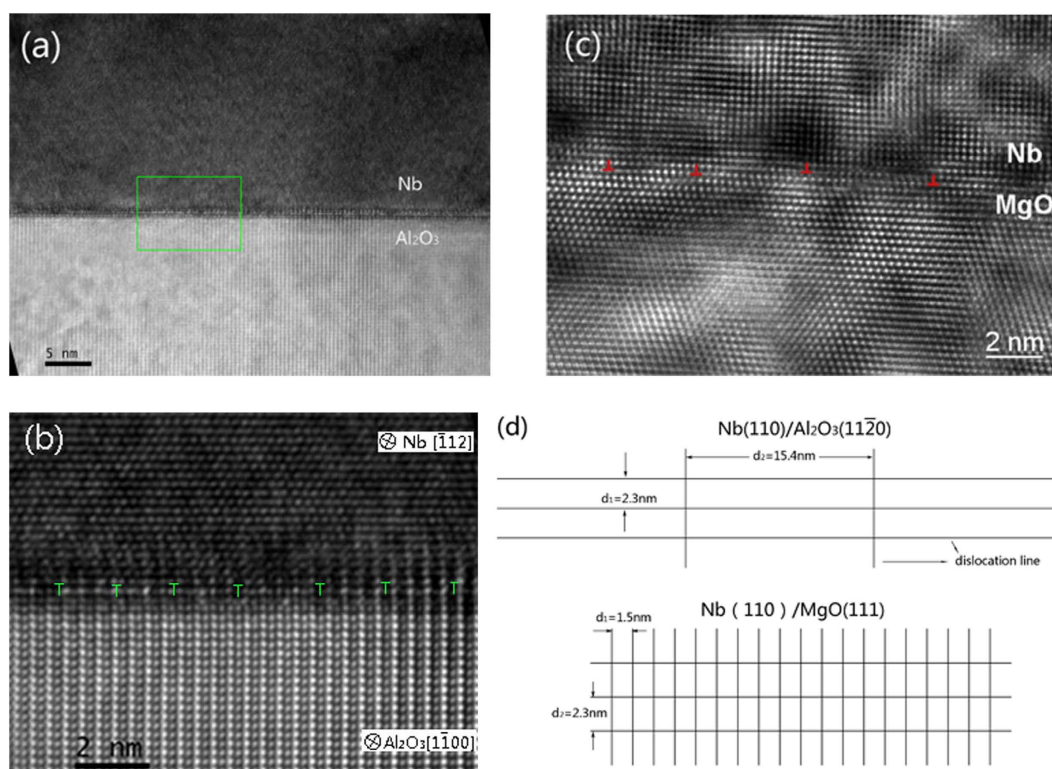 (a)
Nb
Al₂O₃
5 nm
(c)
Nb
MgO
2 nm
(b)
⊗ Nb [1̄12]
⊗Al₂O₃[11̄00]
2 nm
(d)
Nb(110)/Al₂O₃(112̄0)
d₂=15.4nm
d₁=2.3nm
dislocation line
Nb（110）/MgO(111)
d₁=1.5nm
d₂=2.3nm